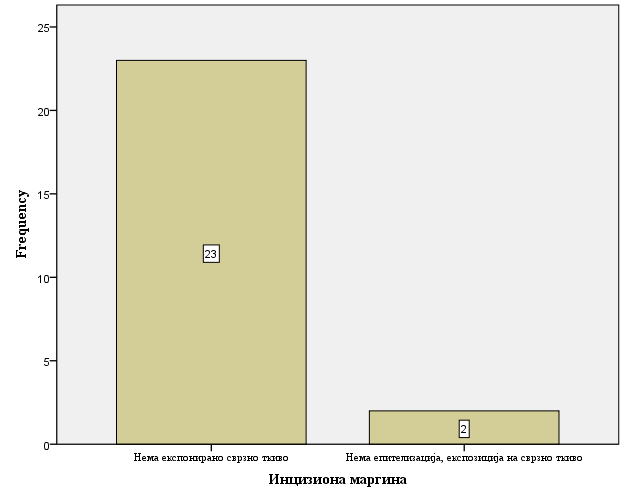 25
20
15
10
5
0
Frequency
23
2
Нема експонирано сврзно ткиво
Нема епителизација, експозиција на сврзно ткиво
Инцизиона маргина